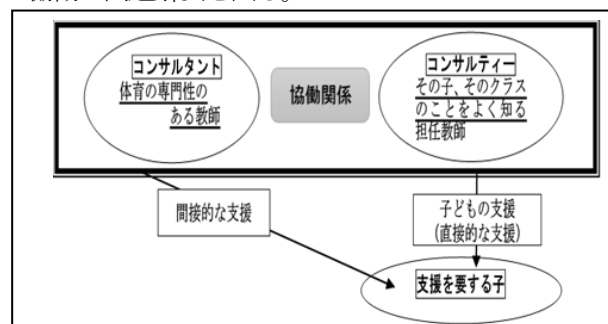 コンサルタント
体育の専門性の
ある教師
協働関係
コンサルティー
その子、そのクラス
のことをよく知る
担任教師
間接的な支援
子どもの支援
(直接的な支援)
支援を要する子